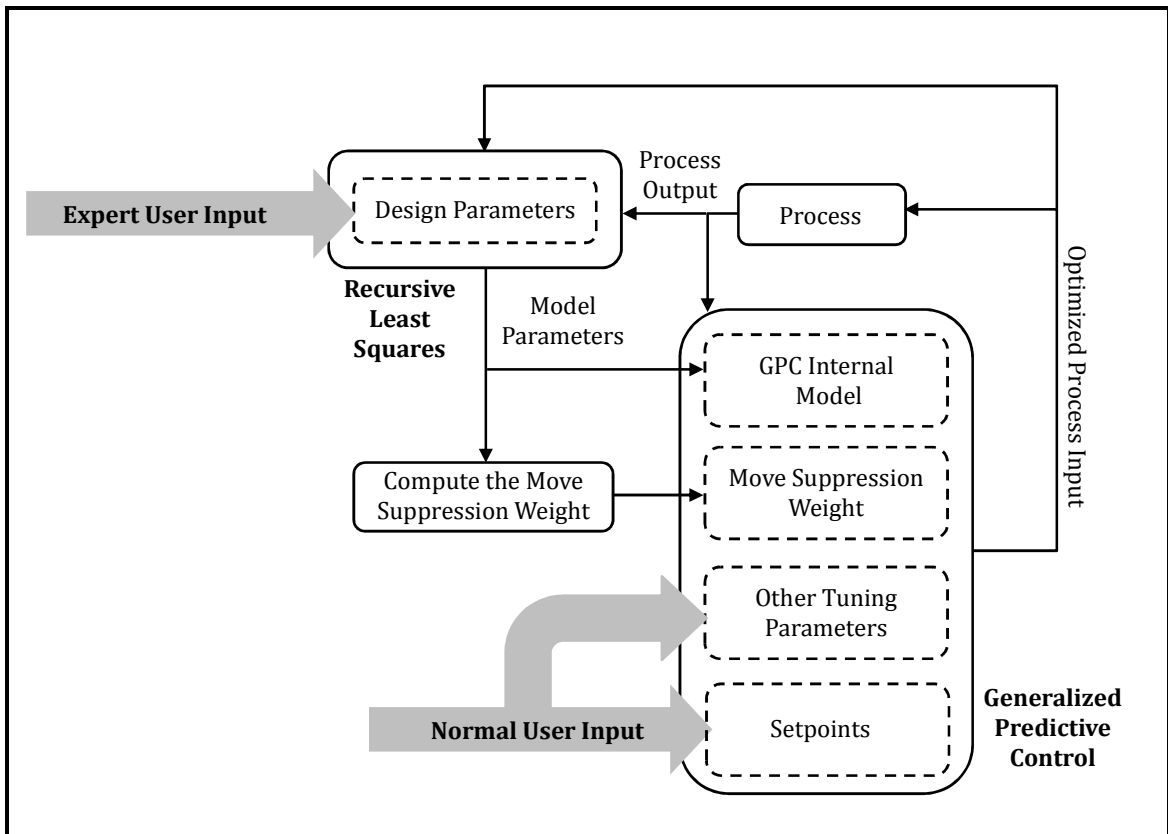 Process
Output
Expert User Input
Design Parameters
Process
Recursive
Least
Squares
Model
Parameters
Optimized Process Input
GPC Internal
Model
Compute the Move
Suppression Weight
Move Suppression
Weight
Other Tuning
Parameters
Normal User Input
Setpoints
Generalized
Predictive
Control